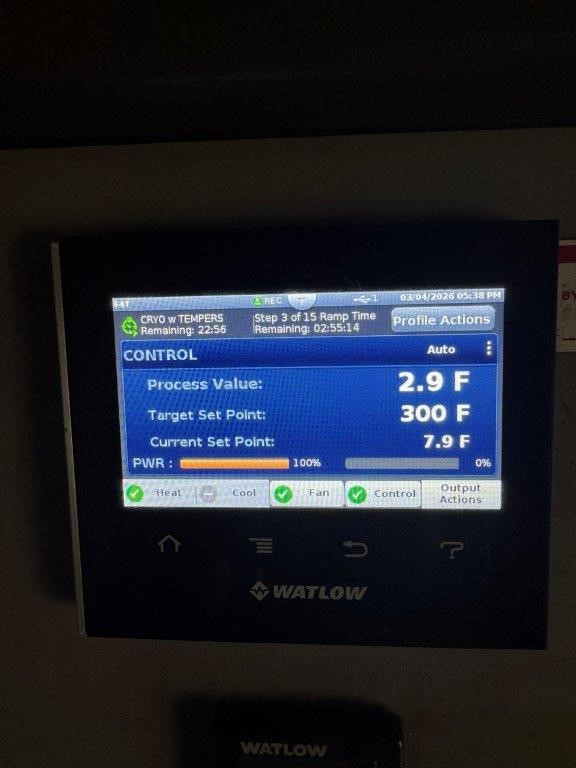 F4T REC 1 03/04/2026 05:38 PM
CRYO w TEMPERS
Remaining: 22:56
Step 3 of 15 Ramp Time
Remaining: 02:55:14
Profile Actions
CONTROL Auto
Process Value: 2.9 F
Target Set Point: 300 F
Current Set Point: 7.9 F
PWR : 100% 0%
Heat Cool Fan Control Output Actions
WATLOW
WATLOW
BY